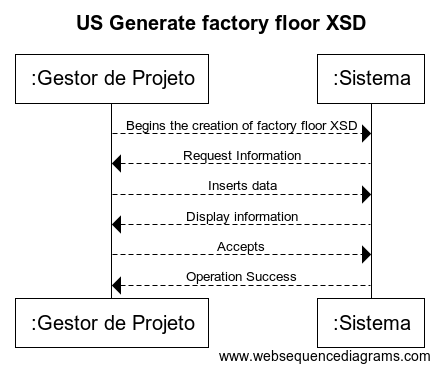 US Generate factory floor XSD
:Gestor de Projeto :Sistema
Begins the creation of factory floor XSD
Request Information
Inserts data
Display information
Accepts
Operation Success
:Gestor de Projeto :Sistema
www.websequencediagrams.com